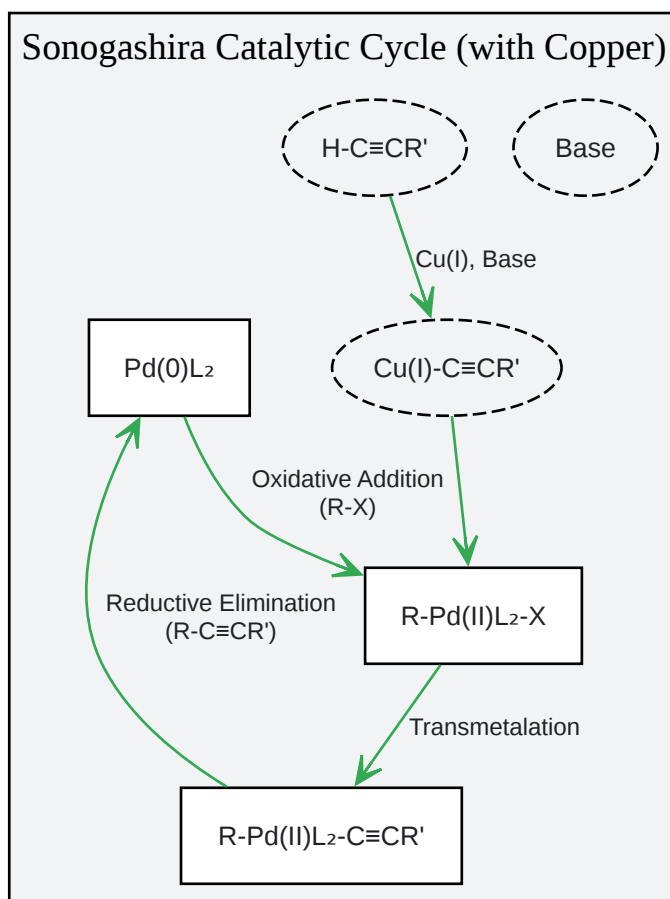 Sonogashira Catalytic Cycle (with Copper)
H-C≡CR'
Base
Cu(I), Base
Pd(0)L₂
Cu(I)-C≡CR'
Oxidative Addition
(R-X)
Reductive Elimination
(R-C≡CR')
R-Pd(II)L₂-X
Transmetalation
R-Pd(II)L₂-C≡CR'